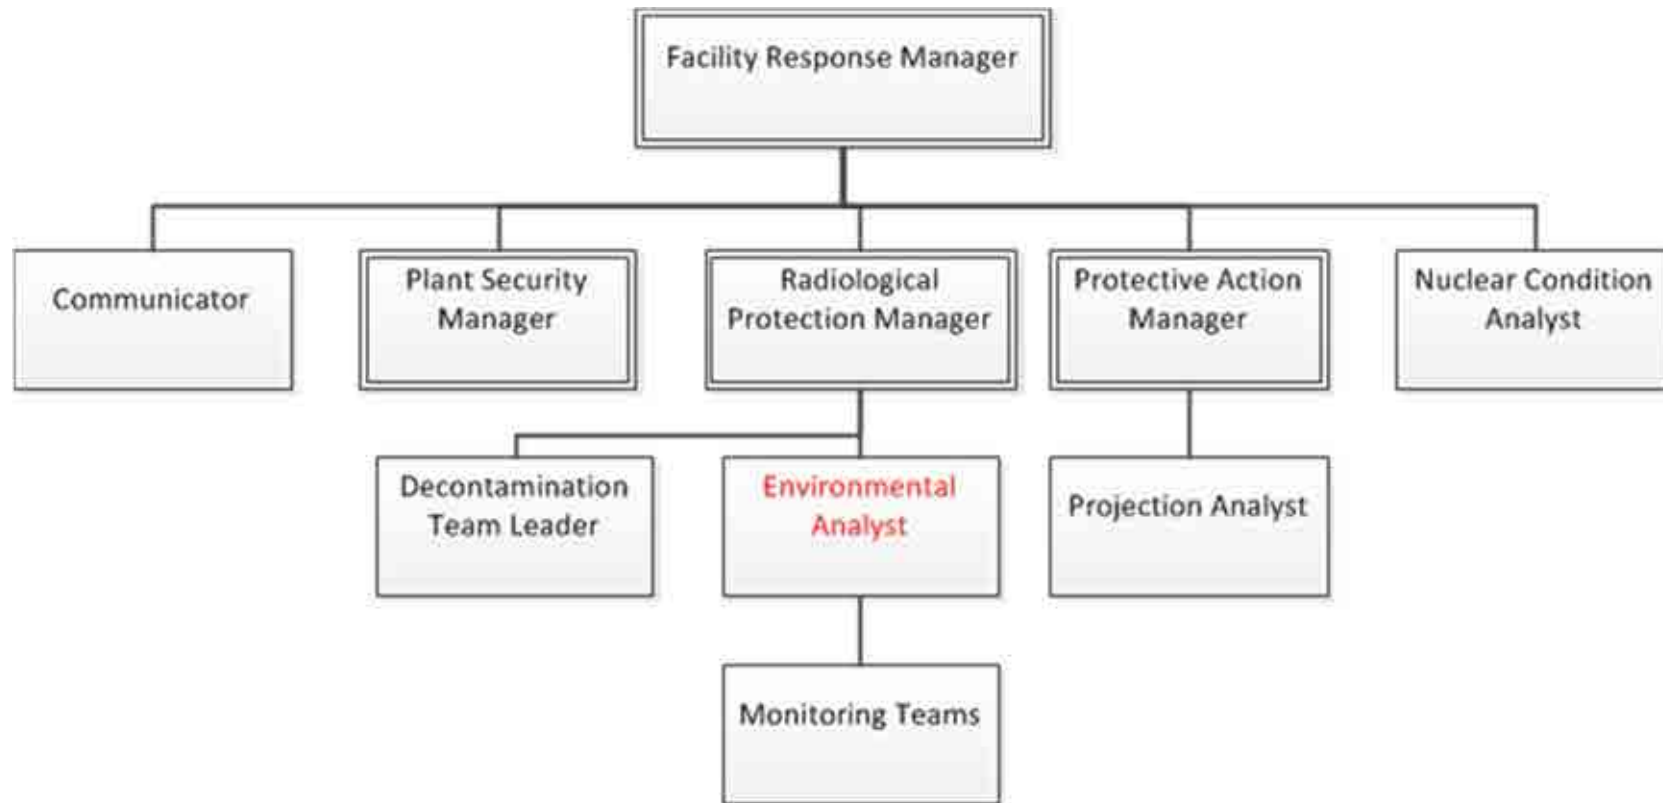 Facility Response Manager
Communicator
Plant Security
Manager
Radiological
Protection Manager
Protective Action
Manager
Nuclear Condition
Analyst
Decontamination
Team Leader
Environmental
Analyst
Projection Analyst
Monitoring Teams